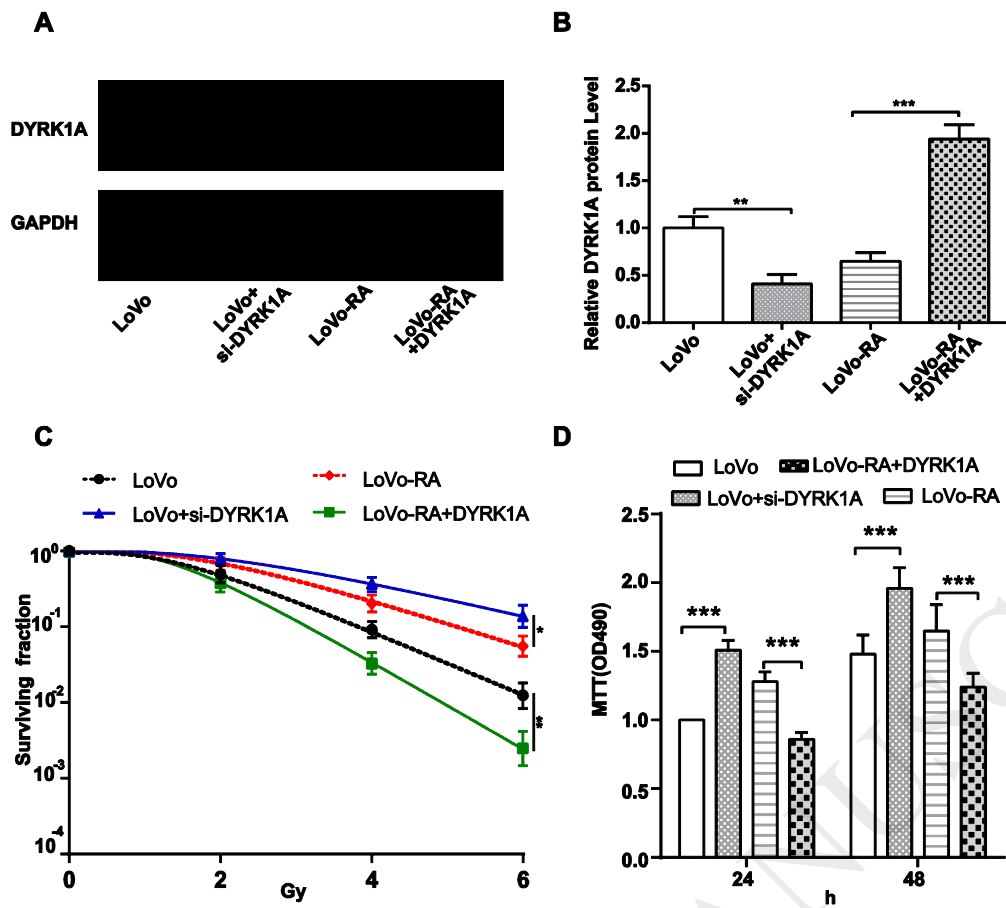 A
DYRK1A
GAPDH
LoVo
LoVo+
si-DYRK1A
LoVo-RA
LoVo-RA
+DYRK1A
B
Relative DYRK1A protein Level
2.5
2.0
1.5
1.0
0.5
0.0
**
***
LoVo
LoVo+
si-DYRK1A
LoVo-RA
LoVo-RA
+DYRK1A
C
LoVo
LoVo-RA
LoVo+si-DYRK1A
LoVo-RA+DYRK1A
Surviving fraction
10^0
10^-1
10^-2
10^-3
10^-4
*
**
0
2
4
6
Gy
D
LoVo
LoVo-RA+DYRK1A
LoVo+si-DYRK1A
LoVo-RA
MTT(OD490)
2.5
2.0
1.5
1.0
0.5
0.0
***
***
***
***
24
48
h